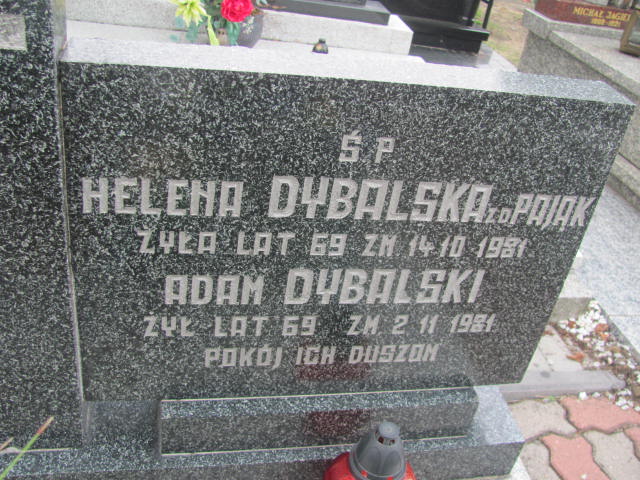 Ś P
HELENA DYBALSKA Z D PAJĄK
ŻYŁA LAT 69 ZM 14 10 1981
ADAM DYBALSKI
ŻYŁ LAT 69 ZM 2 11 1981
POKÓJ ICH DUSZOM
MICHAŁ